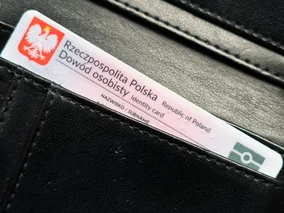 Rzeczpospolita Polska Republic of Poland
Dowód osobisty Identity card
NAZWISKO · SURNAME